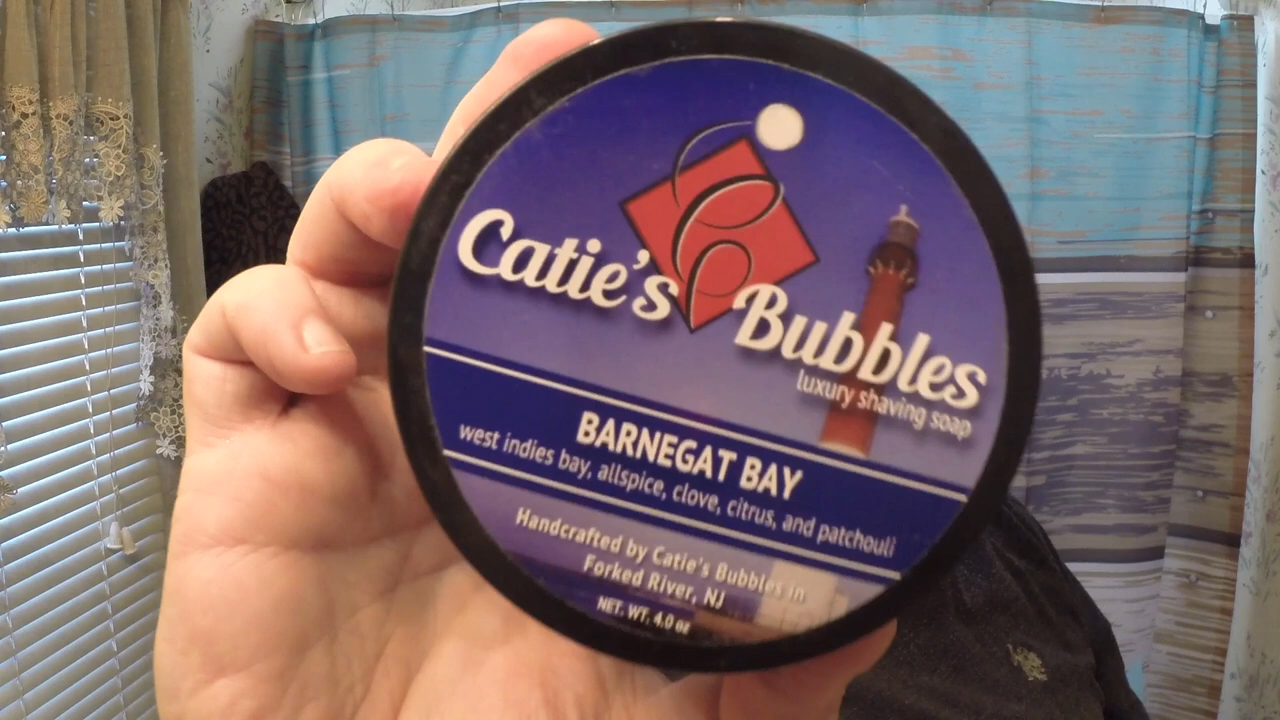 Catie's Bubbles
luxury shaving soap
BARNEGAT BAY
west indies bay, allspice, clove, citrus, and patchouli
Handcrafted by Catie's Bubbles in
Forked River, NJ
NET. WT. 4.0 oz